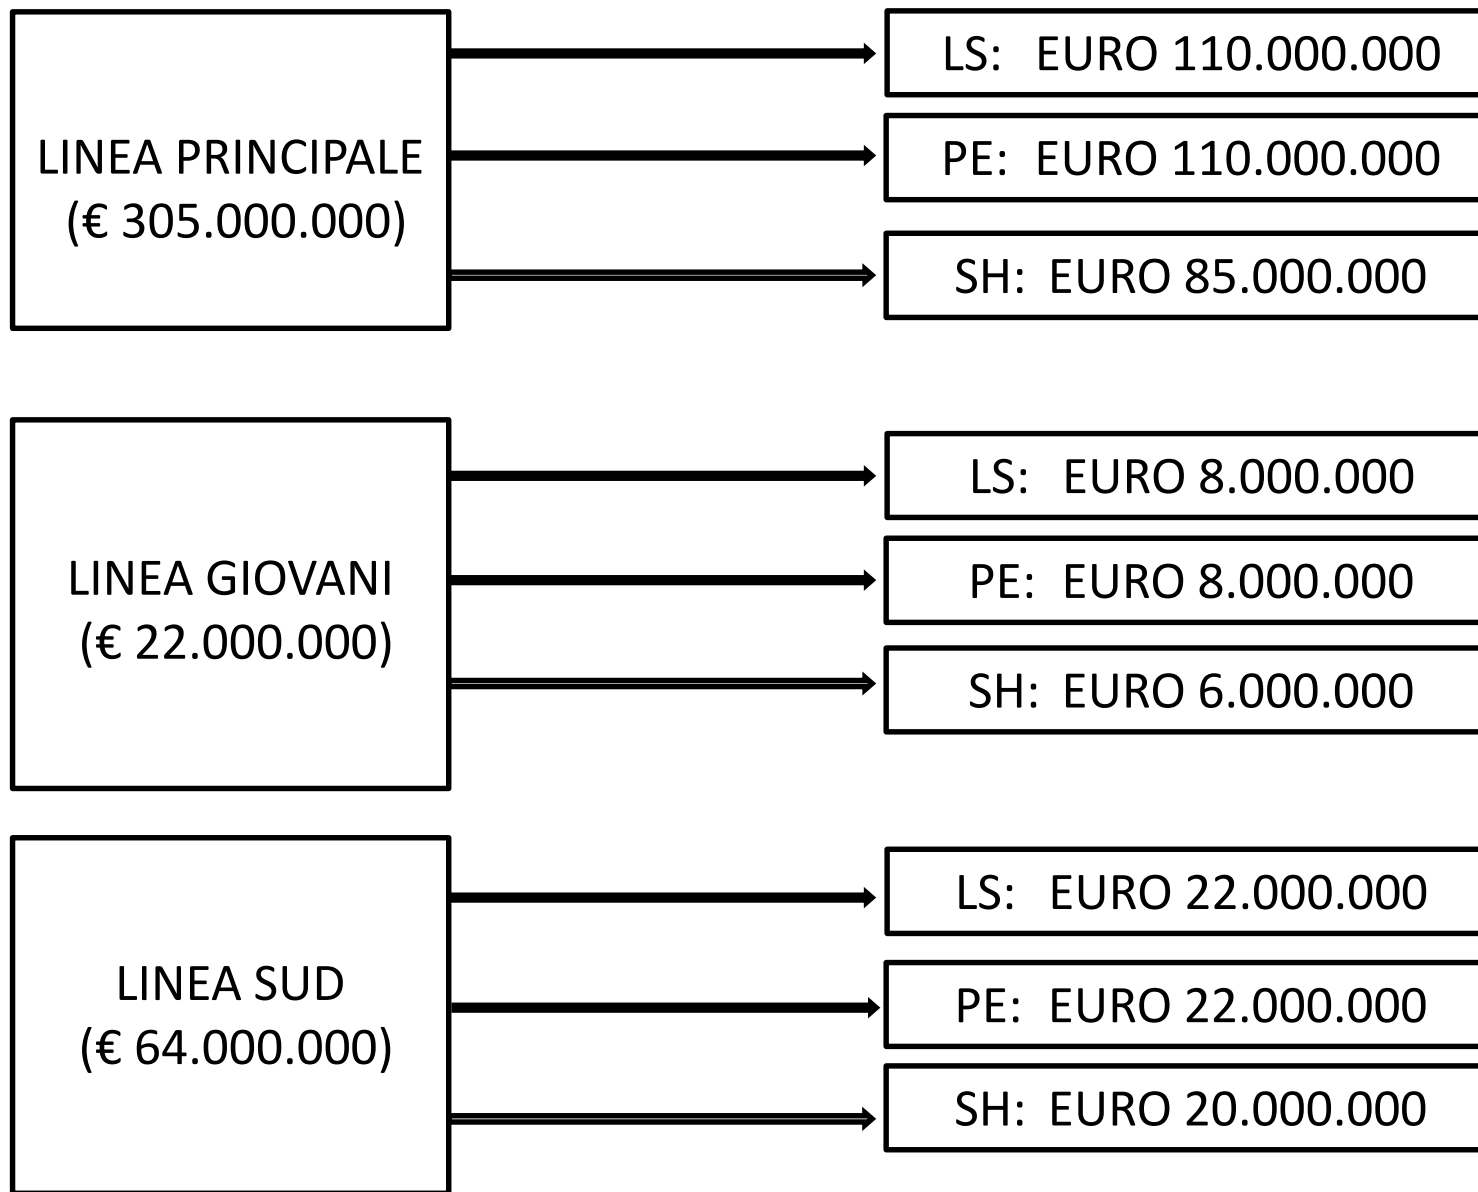 LINEA PRINCIPALE
(€ 305.000.000)
LS: EURO 110.000.000
PE: EURO 110.000.000
SH: EURO 85.000.000
LINEA GIOVANI
(€ 22.000.000)
LS: EURO 8.000.000
PE: EURO 8.000.000
SH: EURO 6.000.000
LINEA SUD
(€ 64.000.000)
LS: EURO 22.000.000
PE: EURO 22.000.000
SH: EURO 20.000.000